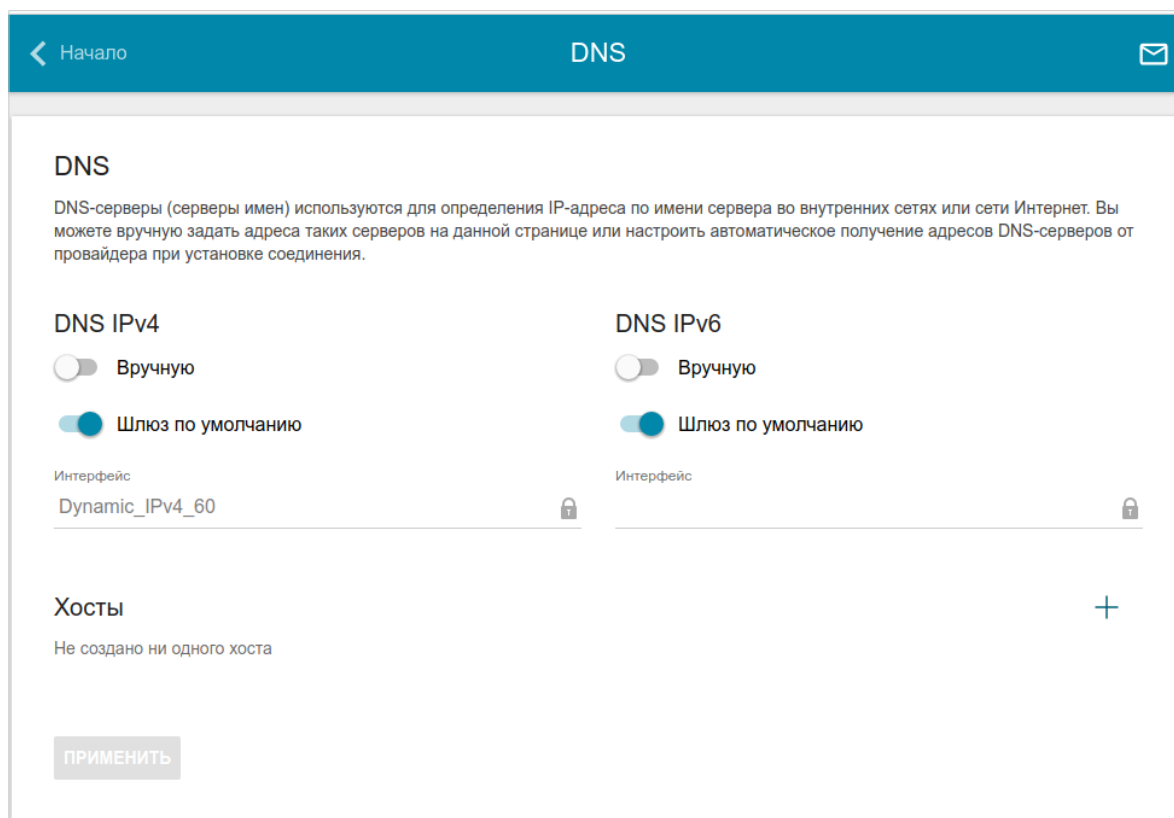 Начало
DNS
DNS
DNS-серверы (серверы имен) используются для определения IP-адреса по имени сервера во внутренних сетях или сети Интернет. Вы
можете вручную задать адреса таких серверов на данной странице или настроить автоматическое получение адресов DNS-серверов от
провайдера при установке соединения.
DNS IPv4
Вручную
Шлюз по умолчанию
Интерфейс
Dynamic_IPv4_60
DNS IPv6
Вручную
Шлюз по умолчанию
Интерфейс
Хосты
Не создано ни одного хоста
ПРИМЕНИТЬ